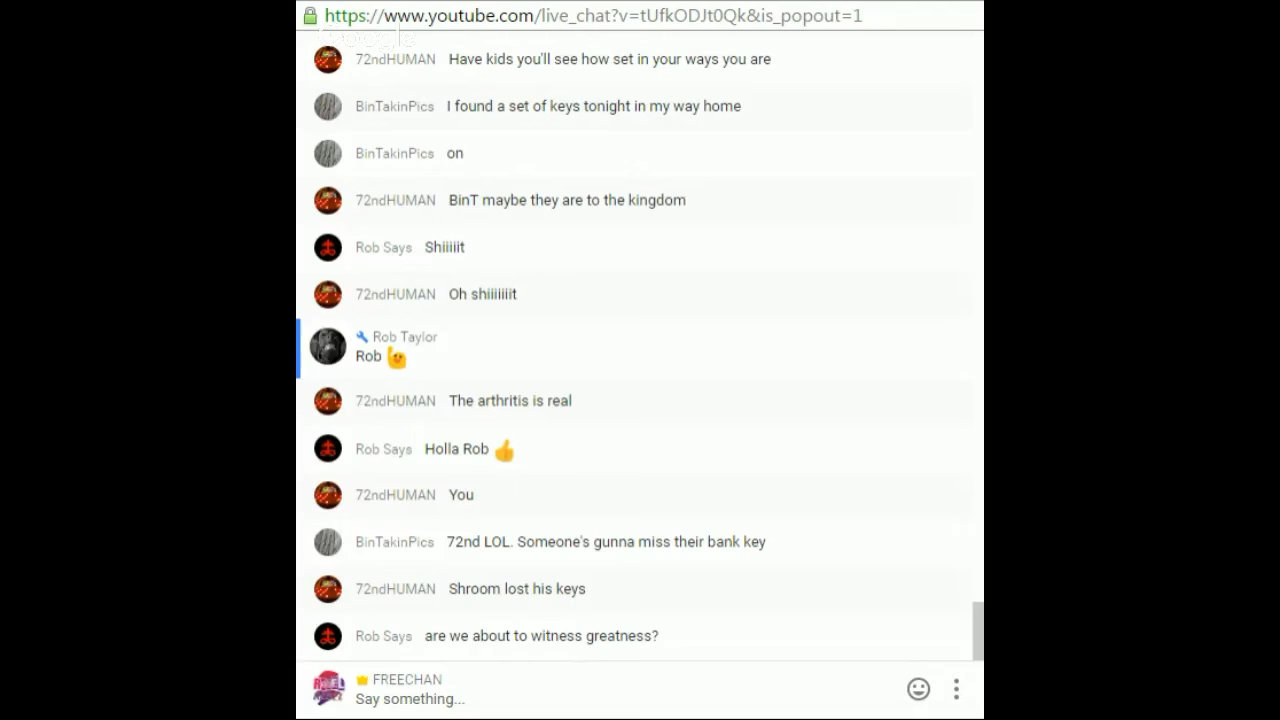 https://www.youtube.com/live_chat?v=tUfkODJt0Qk&is_popout=1
Google
72ndHUMAN Have kids you'll see how set in your ways you are
BinTakinPics I found a set of keys tonight in my way home
BinTakinPics on
72ndHUMAN BinT maybe they are to the kingdom
Rob Says Shiiiiit
72ndHUMAN Oh shiiiiiiit
Rob Taylor
Rob
72ndHUMAN The arthritis is real
Rob Says Holla Rob
72ndHUMAN You
BinTakinPics 72nd LOL. Someone's gunna miss their bank key
72ndHUMAN Shroom lost his keys
Rob Says are we about to witness greatness?
FREECHAN
Say something...